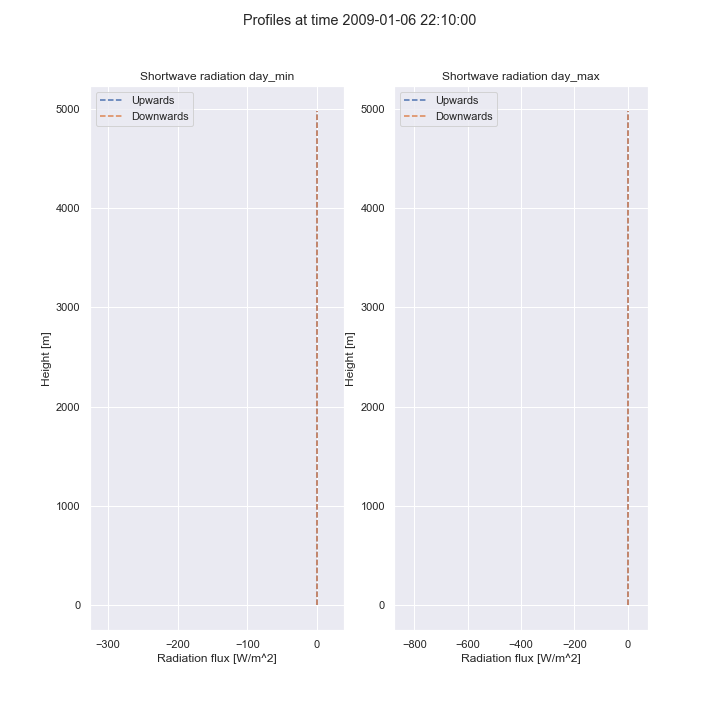 Profiles at time 2009-01-06 22:10:00
Shortwave radiation day_min
Upwards
Downwards
5000
4000
3000
2000
1000
0
Height [m]
−300 −200 −100 0
Radiation flux [W/m^2]
Shortwave radiation day_max
Upwards
Downwards
5000
4000
3000
2000
1000
0
Height [m]
−800 −600 −400 −200 0
Radiation flux [W/m^2]